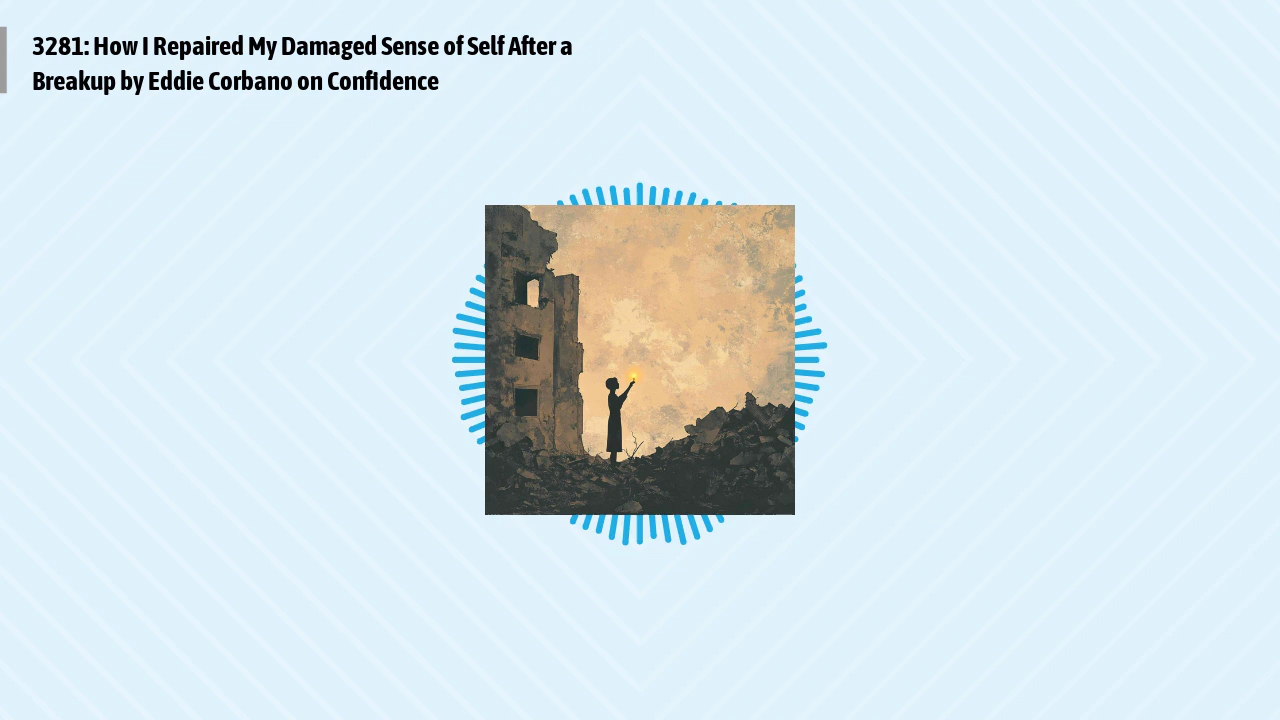 3281: How I Repaired My Damaged Sense of Self After a
Breakup by Eddie Corbano on Confidence